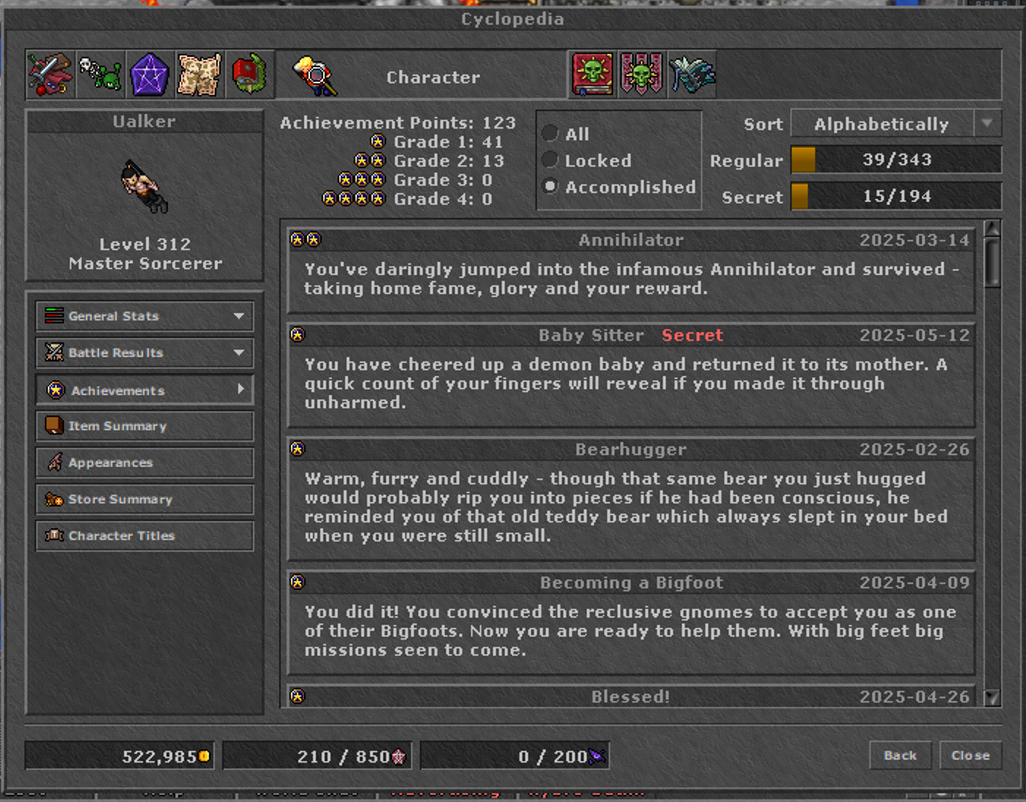 Cyclopedia
Character
Ualker
Level 312
Master Sorcerer
General Stats
Battle Results
Achievements
Item Summary
Appearances
Store Summary
Character Titles
Achievement Points: 123
Grade 1: 41
Grade 2: 13
Grade 3: 0
Grade 4: 0
All
Locked
Accomplished
Sort Alphabetically
Regular 39/343
Secret 15/194
Annihilator 2025-03-14
You've daringly jumped into the infamous Annihilator and survived -
taking home fame, glory and your reward.
Baby Sitter Secret 2025-05-12
You have cheered up a demon baby and returned it to its mother. A
quick count of your fingers will reveal if you made it through
unharmed.
Bearhugger 2025-02-26
Warm, furry and cuddly - though that same bear you just hugged
would probably rip you into pieces if he had been conscious, he
reminded you of that old teddy bear which always slept in your bed
when you were still small.
Becoming a Bigfoot 2025-04-09
You did it! You convinced the reclusive gnomes to accept you as one
of their Bigfoots. Now you are ready to help them. With big feet big
missions seen to come.
Blessed! 2025-04-26
522,985
210 / 850
0 / 200
Back
Close